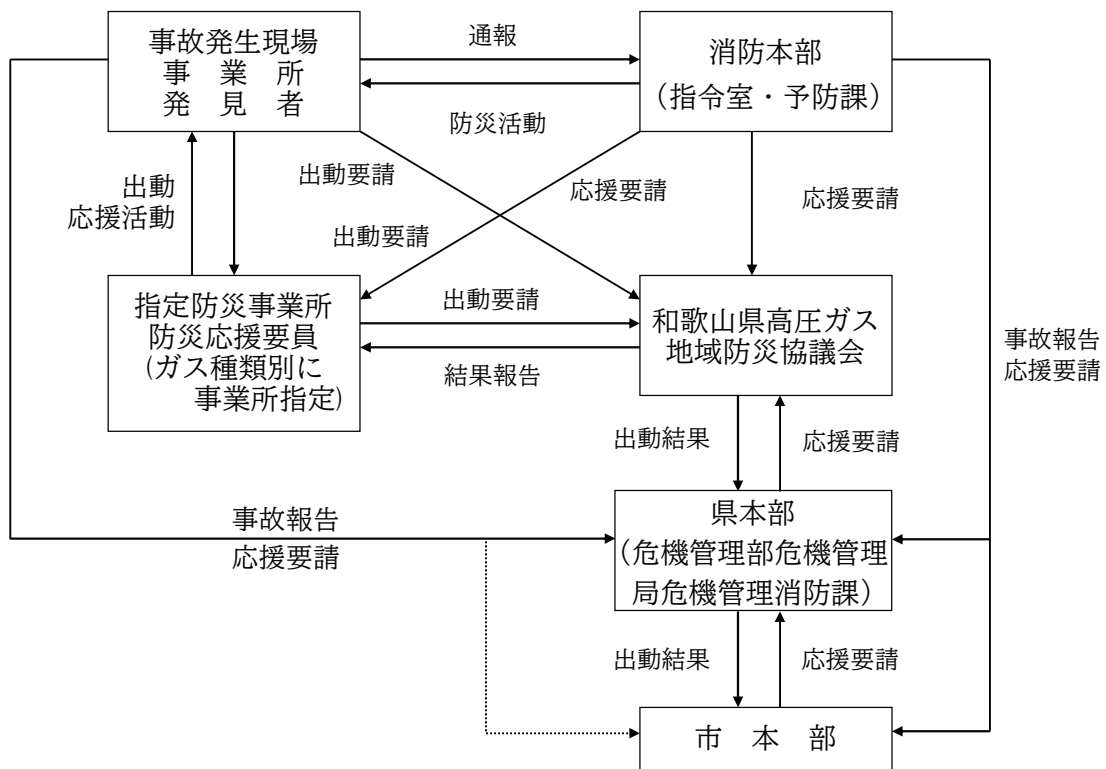 事故発生現場
事　業　所
発　見　者
通報
防災活動
消防本部
（指令室・予防課）
出動
応援活動
出動要請
応援要請
応援要請
出動要請
指定防災事業所
防災応援要員
(ガス種類別に
事業所指定)
出動要請
結果報告
和歌山県高圧ガス
地域防災協議会
事故報告
応援要請
出動結果
応援要請
事故報告
応援要請
県本部
（危機管理部危機管理
局危機管理消防課）
出動結果
応援要請
市　本　部